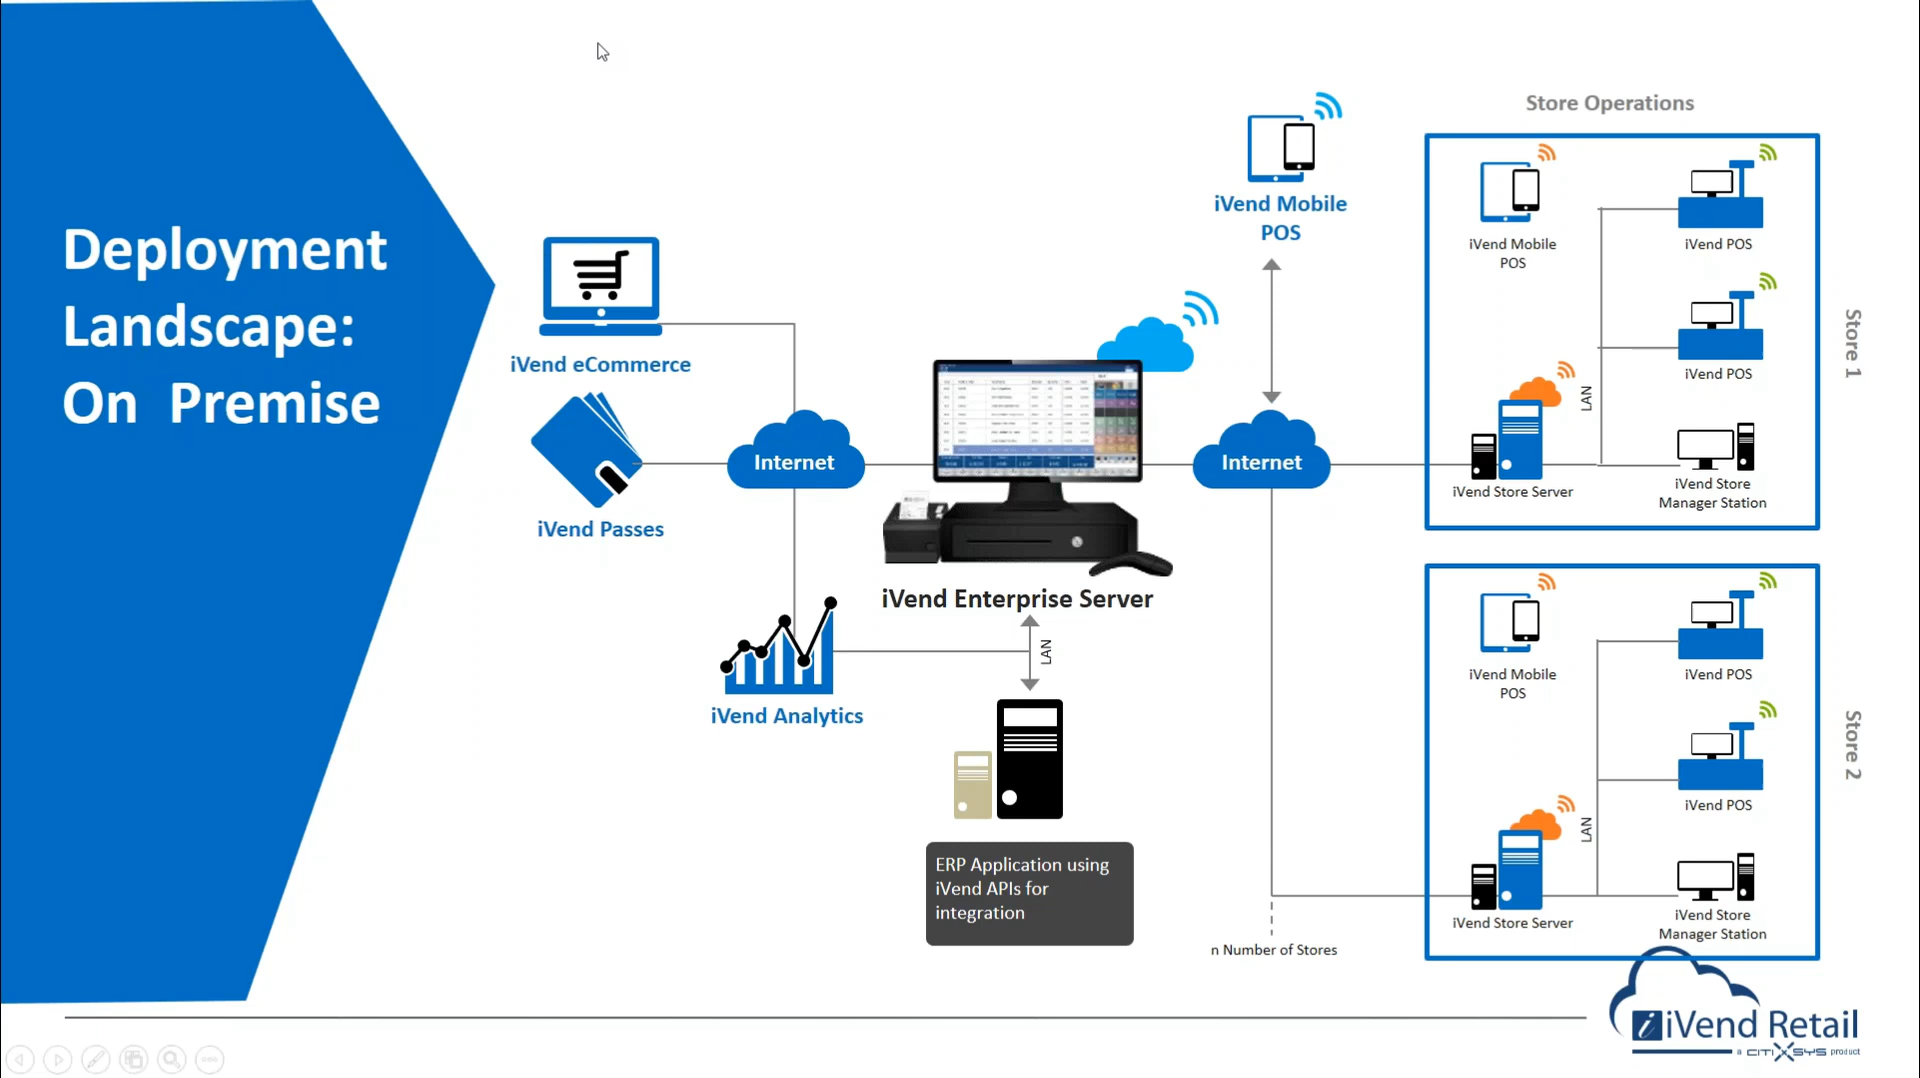 Deployment
Landscape:
On Premise
iVend eCommerce
iVend Passes
Internet
iVend Analytics
iVend Enterprise Server
LAN
ERP Application using
iVend APIs for
integration
iVend Mobile
POS
Internet
n Number of Stores
Store Operations
iVend Mobile
POS
iVend POS
iVend POS
LAN
iVend Store Server
iVend Store
Manager Station
Store 1
iVend Mobile
POS
iVend POS
iVend POS
LAN
iVend Store Server
iVend Store
Manager Station
Store 2
i iVend Retail
a CITIXSYS product